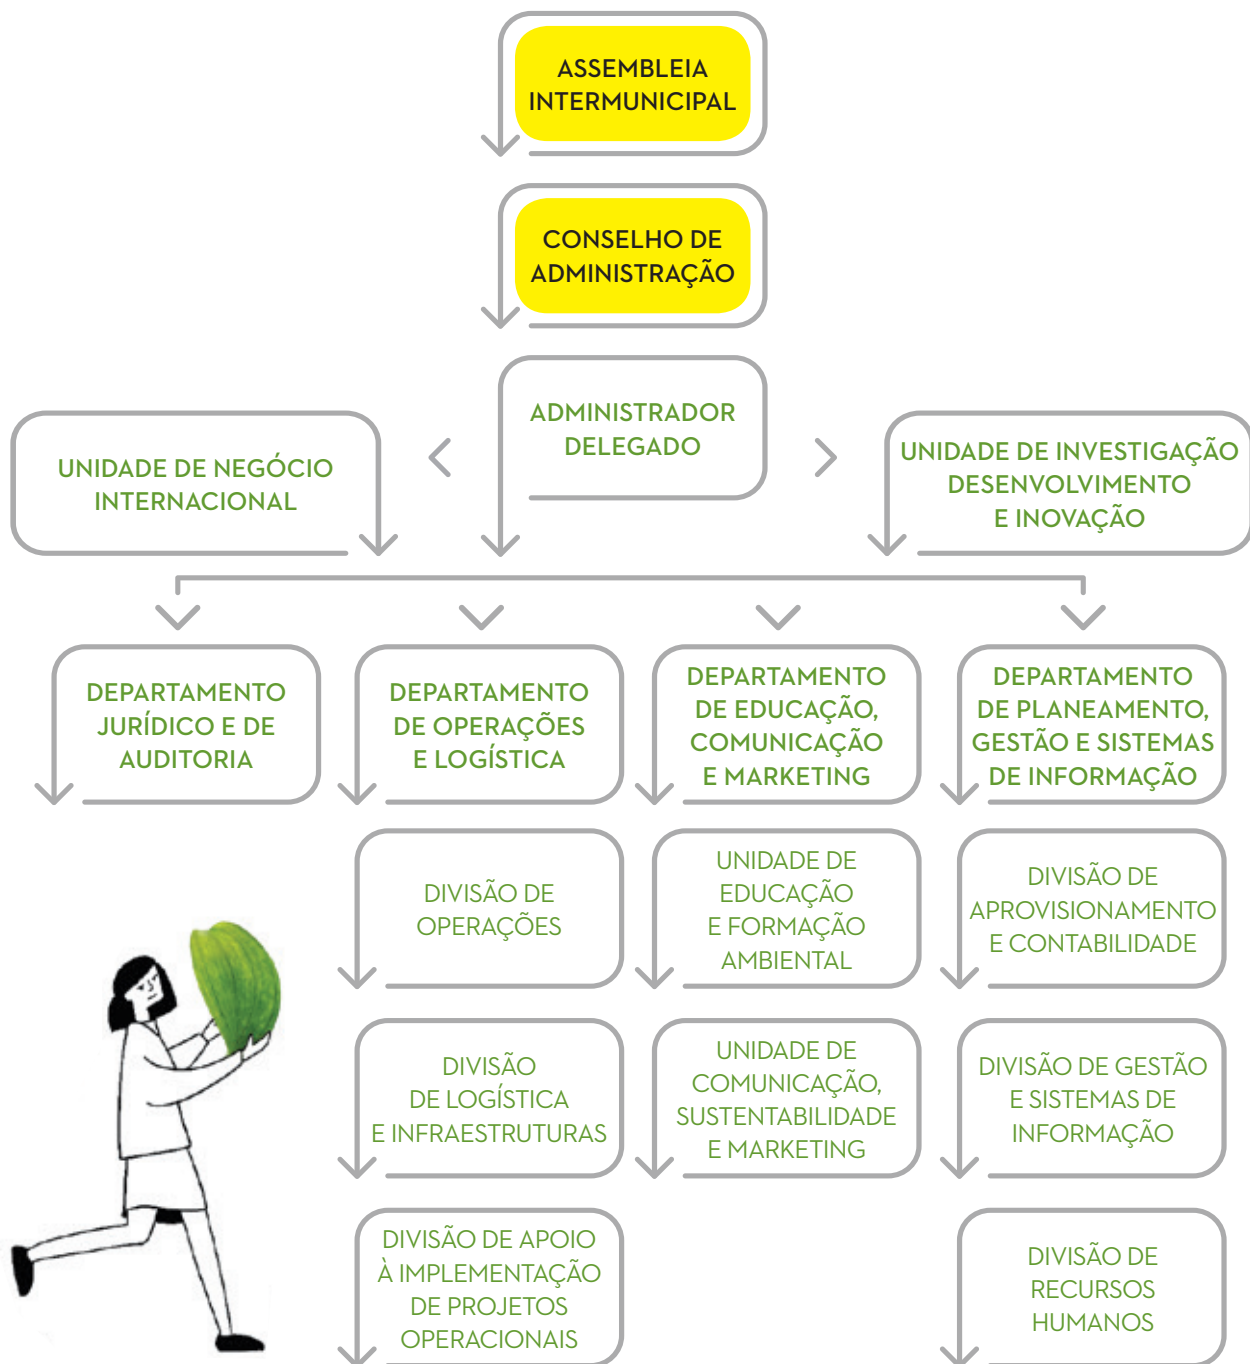 ASSEMBLEIA
INTERMUNICIPAL
CONSELHO DE
ADMINISTRAÇÃO
ADMINISTRADOR
DELEGADO
UNIDADE DE NEGÓCIO
INTERNACIONAL
UNIDADE DE INVESTIGAÇÃO
DESENVOLVIMENTO
E INOVAÇÃO
DEPARTAMENTO
JURÍDICO E DE
AUDITORIA
DEPARTAMENTO
DE OPERAÇÕES
E LOGÍSTICA
DEPARTAMENTO
DE EDUCAÇÃO,
COMUNICAÇÃO
E MARKETING
DEPARTAMENTO
DE PLANEAMENTO,
GESTÃO E SISTEMAS
DE INFORMAÇÃO
DIVISÃO DE
OPERAÇÕES
UNIDADE DE
EDUCAÇÃO
E FORMAÇÃO
AMBIENTAL
DIVISÃO DE
APROVISIONAMENTO
E CONTABILIDADE
DIVISÃO
DE LOGÍSTICA
E INFRAESTRUTURAS
UNIDADE DE
COMUNICAÇÃO,
SUSTENTABILIDADE
E MARKETING
DIVISÃO DE GESTÃO
E SISTEMAS DE
INFORMAÇÃO
DIVISÃO DE APOIO
À IMPLEMENTAÇÃO
DE PROJETOS
OPERACIONAIS
DIVISÃO DE
RECURSOS
HUMANOS